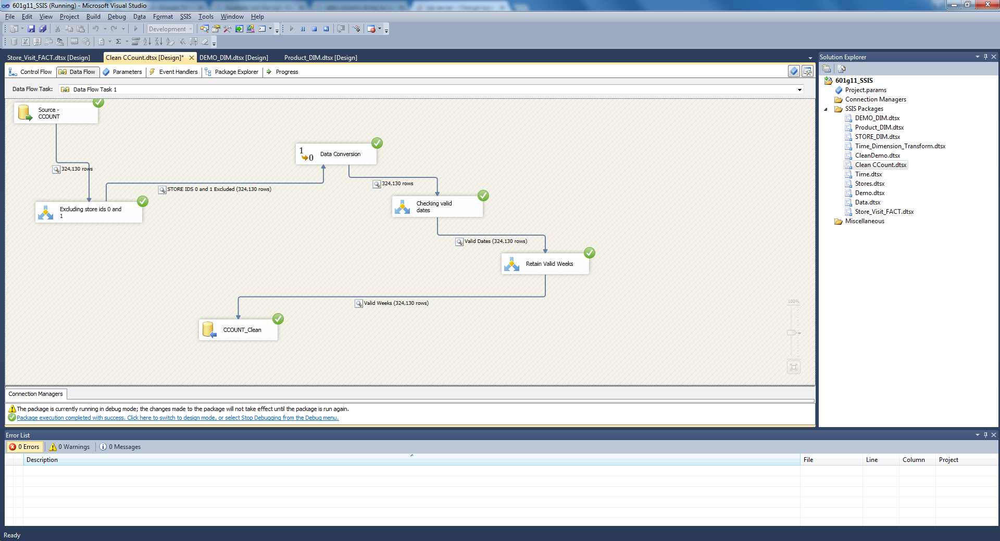 601g11_SSIS (Running) - Microsoft Visual Studio
File Edit View Project Build Debug Data Format SSIS Tools Window Help
Development
Store_Visit_FACT.dtsx [Design] Clean CCount.dtsx [Design]* DEMO_DIM.dtsx [Design] Product_DIM.dtsx [Design]
Control Flow Data Flow Parameters Event Handlers Package Explorer Progress
Data Flow Task: Data Flow Task 1
Source -
CCOUNT
324,130 rows
Excluding store ids 0 and
1
STORE IDS 0 and 1 Excluded (324,130 rows)
1
0
Data Conversion
324,130 rows
Checking valid
dates
Valid Dates (324,130 rows)
Retain Valid Weeks
Valid Weeks (324,130 rows)
CCOUNT_Clean
100%
Connection Managers
The package is currently running in debug mode; the changes made to the package will not take effect until the package is run again.
Package execution completed with success. Click here to switch to design mode, or select Stop Debugging from the Debug menu.
Solution Explorer
601g11_SSIS
Project.params
Connection Managers
SSIS Packages
DEMO_DIM.dtsx
Product_DIM.dtsx
STORE_DIM.dtsx
Time_Dimension_Transform.dtsx
CleanDemo.dtsx
Clean CCount.dtsx
Time.dtsx
Stores.dtsx
Demo.dtsx
Data.dtsx
Store_Visit_FACT.dtsx
Miscellaneous
Error List
0 Errors 0 Warnings 0 Messages
Description File Line Column Project
Ready